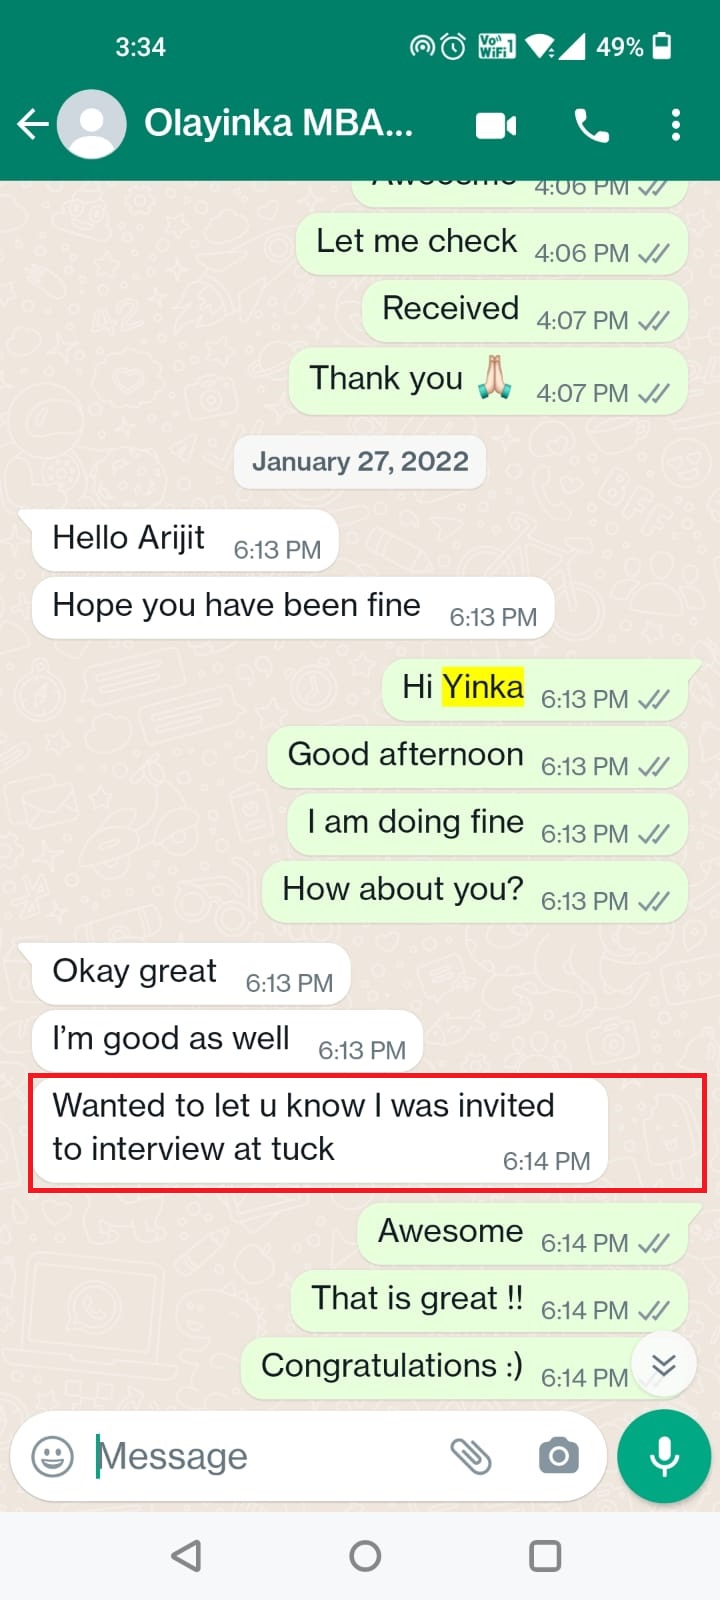 3:34
Vo)) 1
WiFi
49%
Olayinka MBA...
Awesome 4:06 PM
Let me check 4:06 PM
Received 4:07 PM
Thank you 🙏🏻 4:07 PM
January 27, 2022
Hello Arijit 6:13 PM
Hope you have been fine 6:13 PM
Hi Yinka 6:13 PM
Good afternoon 6:13 PM
I am doing fine 6:13 PM
How about you? 6:13 PM
Okay great 6:13 PM
I'm good as well 6:13 PM
Wanted to let u know I was invited
to interview at tuck 6:14 PM
Awesome 6:14 PM
That is great !! 6:14 PM
Congratulations :) 6:14 PM
Message